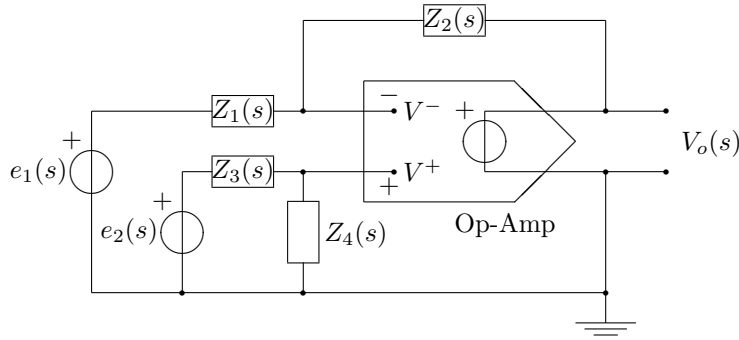 Z₂(s)
Z₁(s)
− V⁻
+
+
e₁(s)
Vₒ(s)
Z₃(s)
+ V⁺
+
e₂(s)
Z₄(s)
Op-Amp